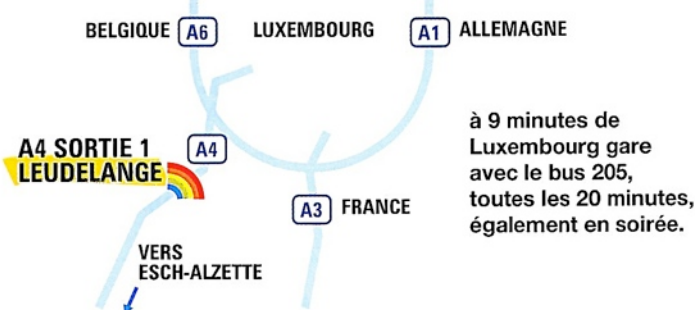 BELGIQUE A6 LUXEMBOURG A1 ALLEMAGNE
A4 SORTIE 1
LEUDELANGE
A4
A3 FRANCE
VERS
ESCH-ALZETTE
à 9 minutes de
Luxembourg gare
avec le bus 205,
toutes les 20 minutes,
également en soirée.